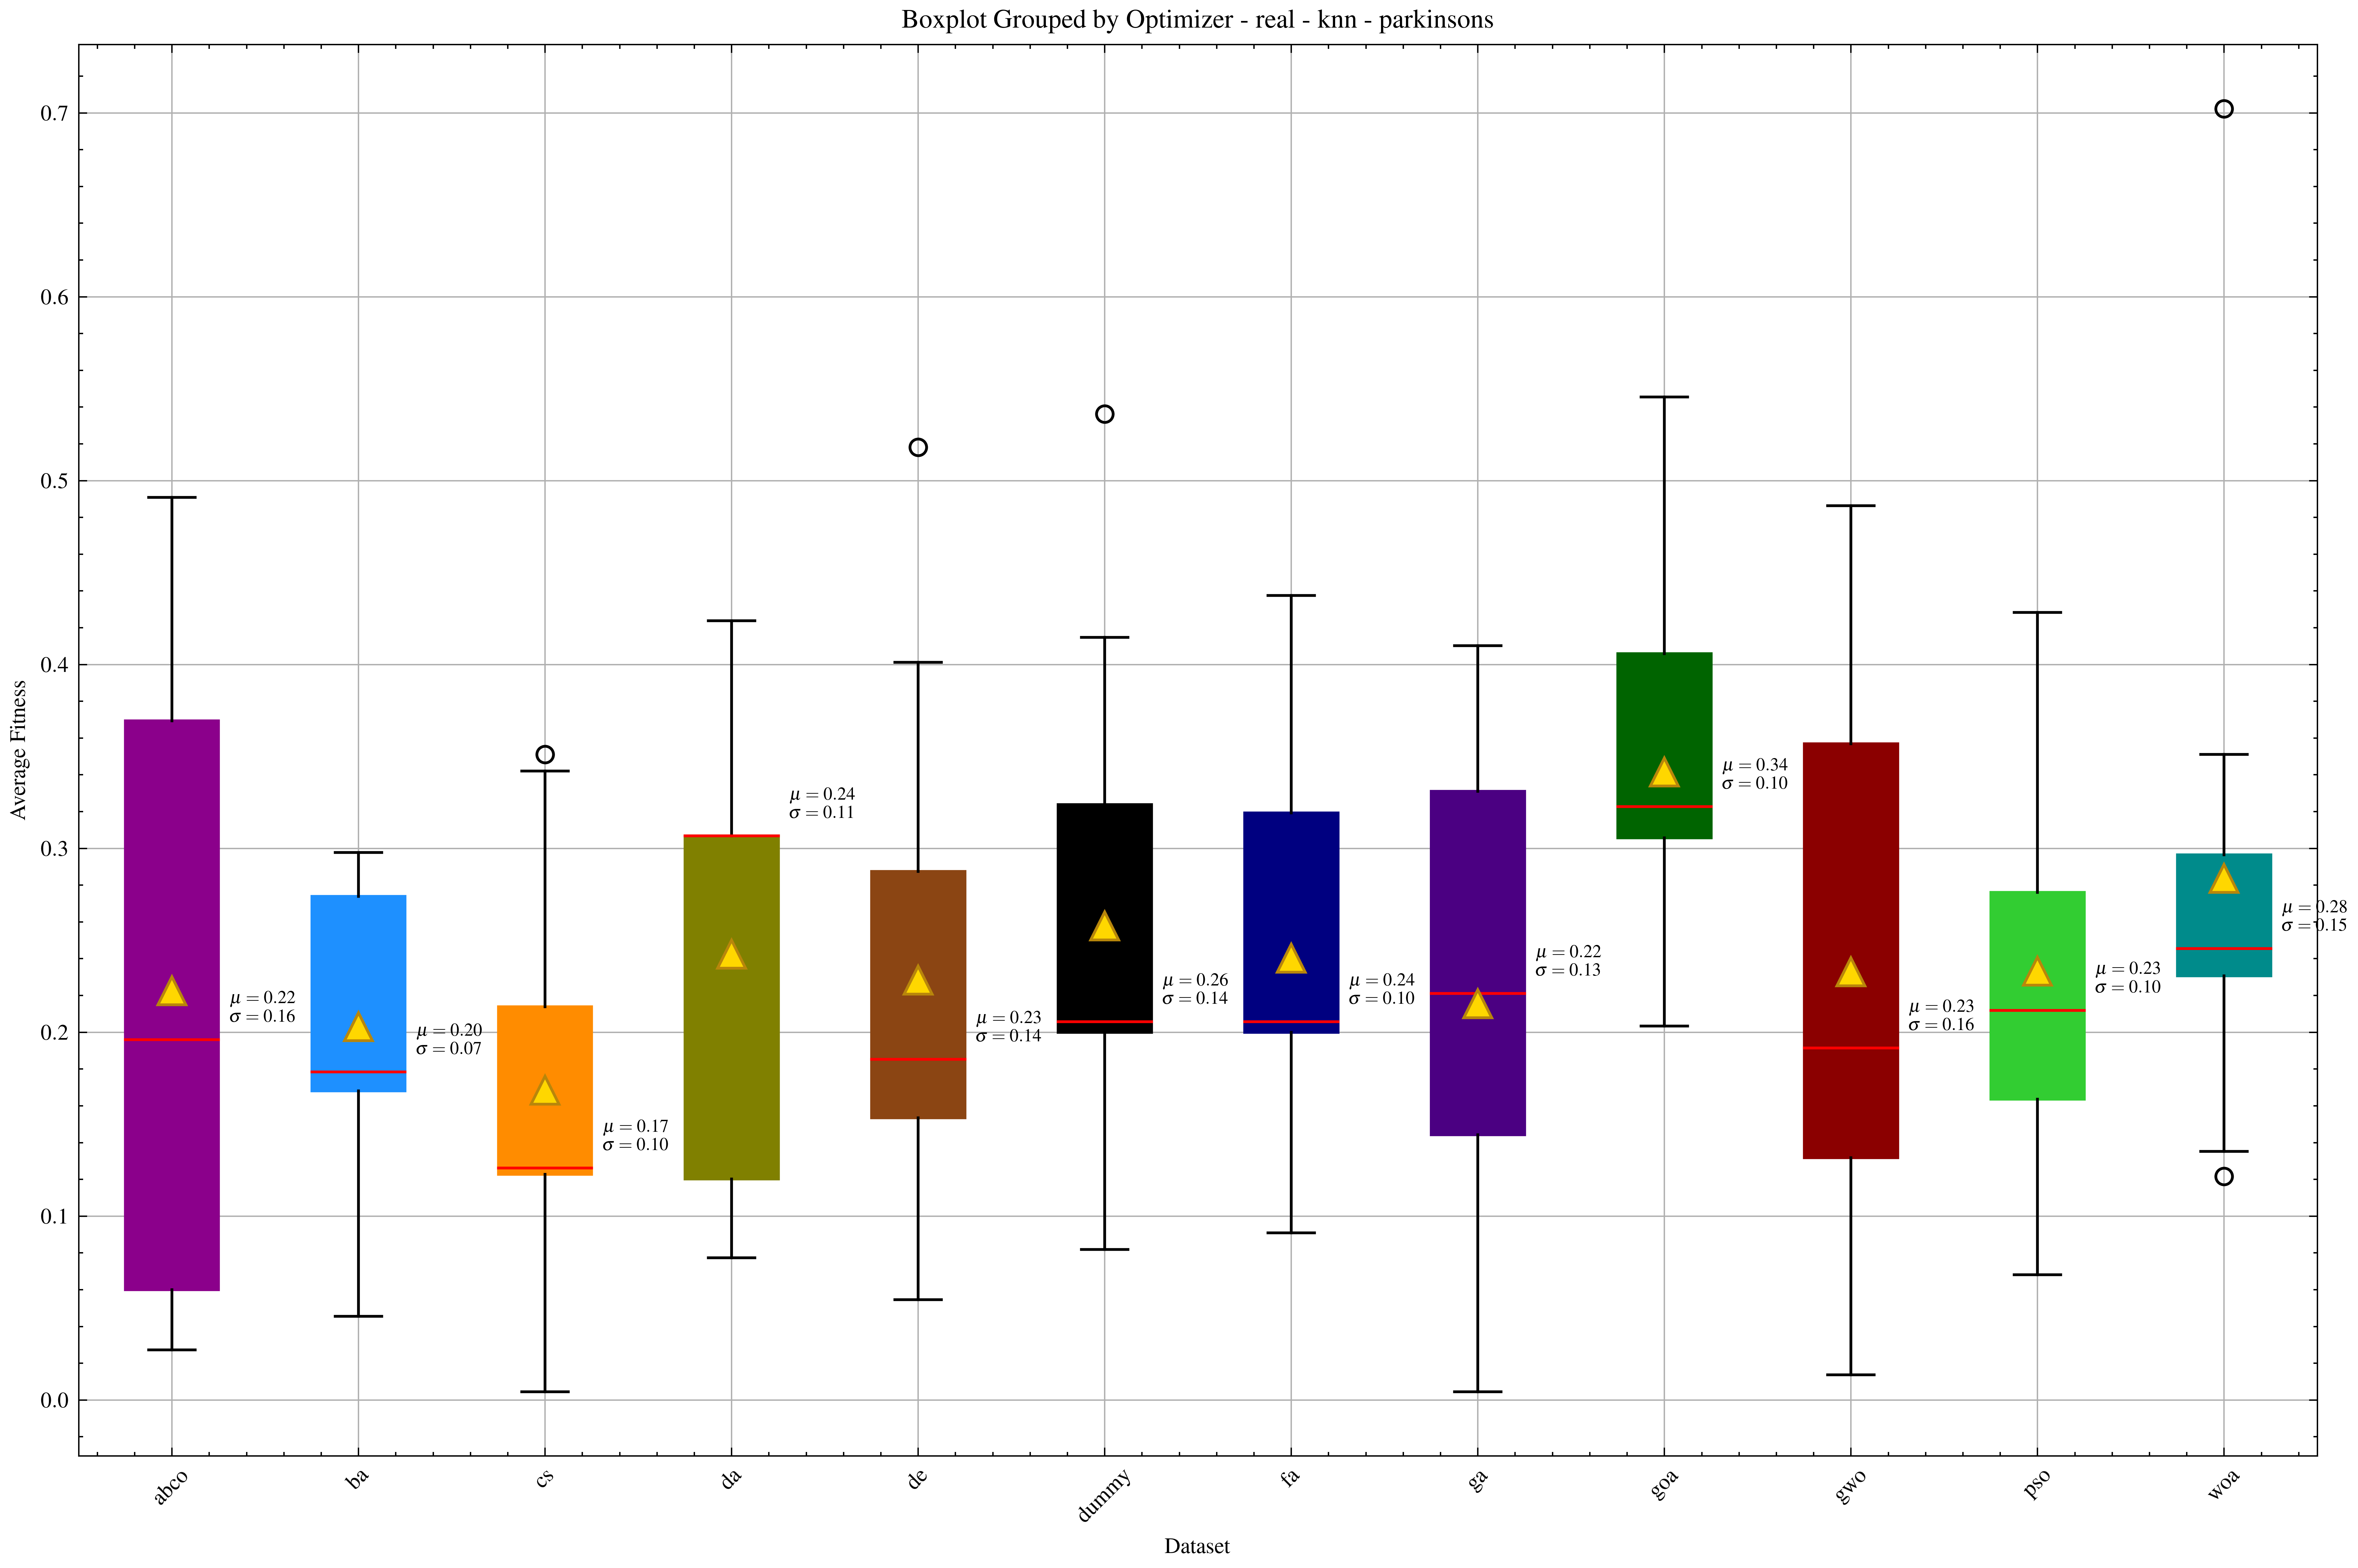 Boxplot Grouped by Optimizer - real - knn - parkinsons
Average Fitness
0.7
0.6
0.5
0.4
0.3
0.2
0.1
0.0
μ = 0.22
σ = 0.16
μ = 0.20
σ = 0.07
μ = 0.17
σ = 0.10
μ = 0.24
σ = 0.11
μ = 0.23
σ = 0.14
μ = 0.26
σ = 0.14
μ = 0.24
σ = 0.10
μ = 0.22
σ = 0.13
μ = 0.34
σ = 0.10
μ = 0.23
σ = 0.16
μ = 0.23
σ = 0.10
μ = 0.28
σ = 0.15
abco
ba
cs
da
de
dummy
fa
ga
goa
gwo
pso
woa
Dataset